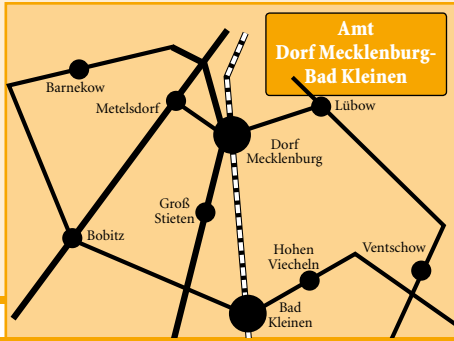 Amt
Dorf Mecklenburg-
Bad Kleinen
Barnekow
Metelsdorf
Lübow
Dorf
Mecklenburg
Groß
Stieten
Bobitz
Hohen
Viecheln
Ventschow
Bad
Kleinen